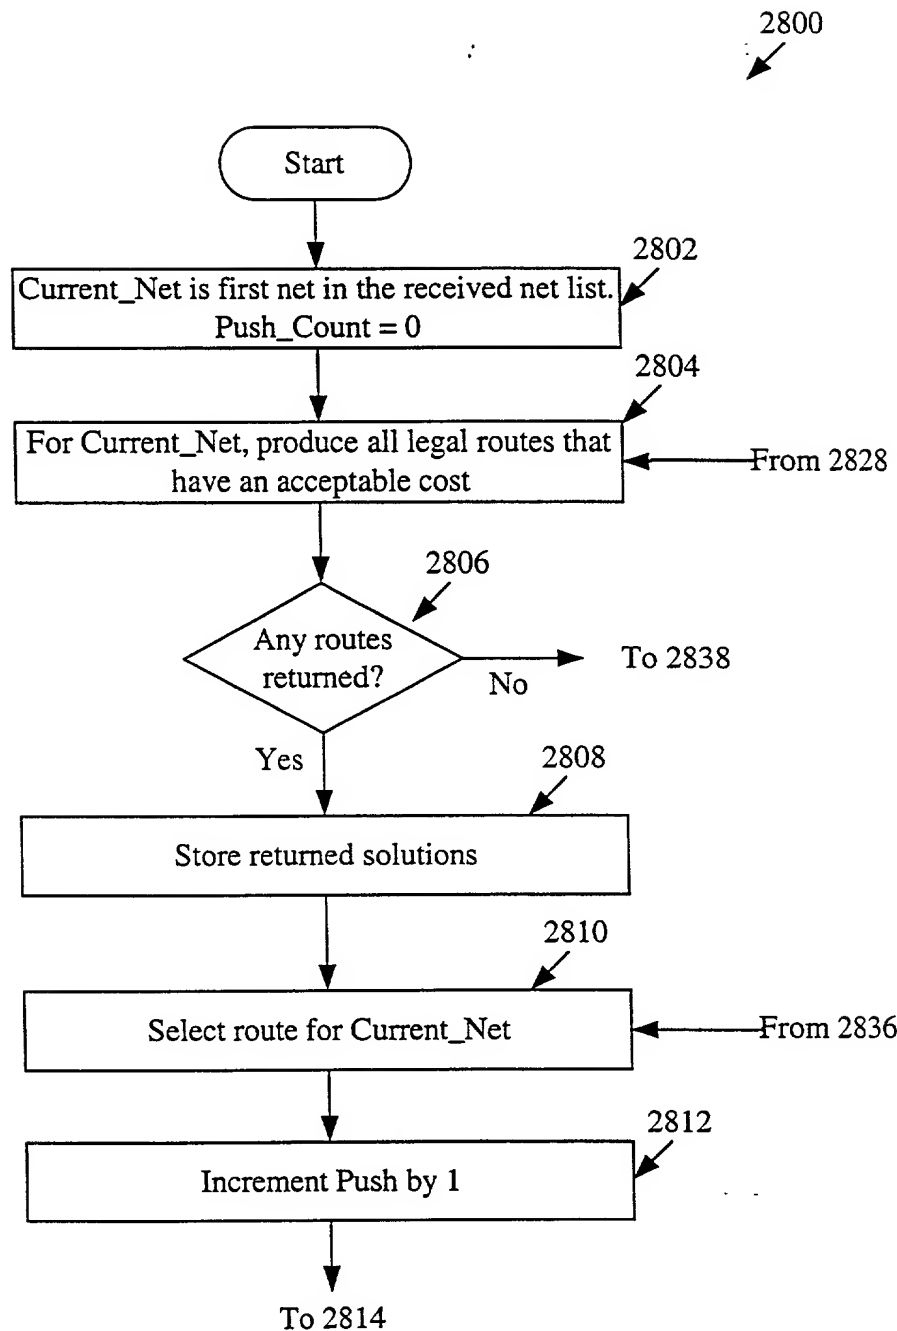 2800
Start
2802
Current_Net is first net in the received net list.
Push_Count = 0
2804
For Current_Net, produce all legal routes that
have an acceptable cost
From 2828
2806
Any routes
returned?
No
To 2838
Yes
2808
Store returned solutions
2810
Select route for Current_Net
From 2836
2812
Increment Push by 1
To 2814